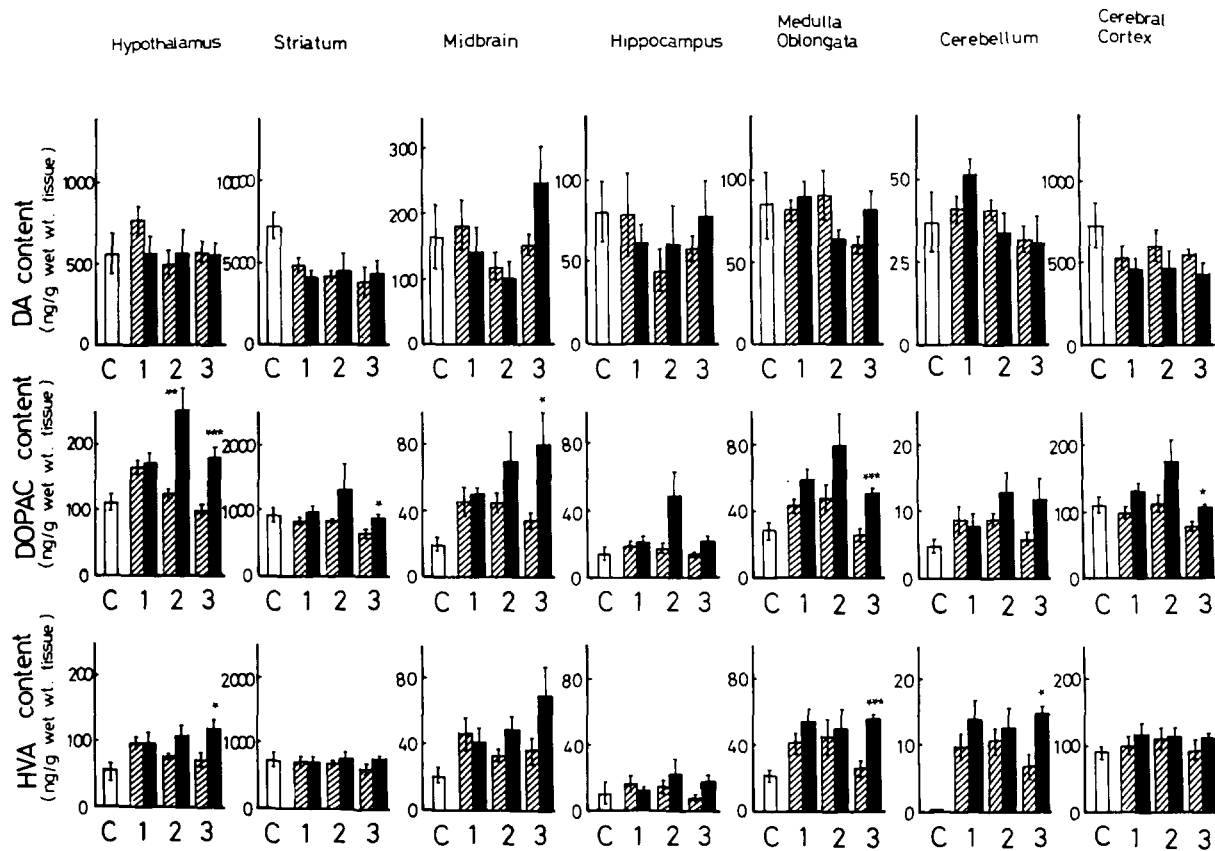 Hypothalamus Striatum Midbrain Hippocampus Medulla Oblongata Cerebellum Cerebral Cortex
DA content
(ng/g wet wt. tissue)
1000 500 0
10000 5000 0
300 200 100 0
100 50 0
100 50 0
50 25 0
1000 500 0
C 1 2 3 C 1 2 3 C 1 2 3 C 1 2 3 C 1 2 3 C 1 2 3 C 1 2 3
DOPAC content
(ng/g wet wt. tissue)
200 100 0
** ***
2000 1000 0
*
80 40 0
*
80 40 0
80 40 0
***
20 10 0
200 100 0
*
C 1 2 3 C 1 2 3 C 1 2 3 C 1 2 3 C 1 2 3 C 1 2 3 C 1 2 3
HVA content
(ng/g wet wt. tissue)
200 100 0
*
2000 1000 0
80 40 0
80 40 0
80 40 0
***
20 10 0
*
200 100 0
C 1 2 3 C 1 2 3 C 1 2 3 C 1 2 3 C 1 2 3 C 1 2 3 C 1 2 3